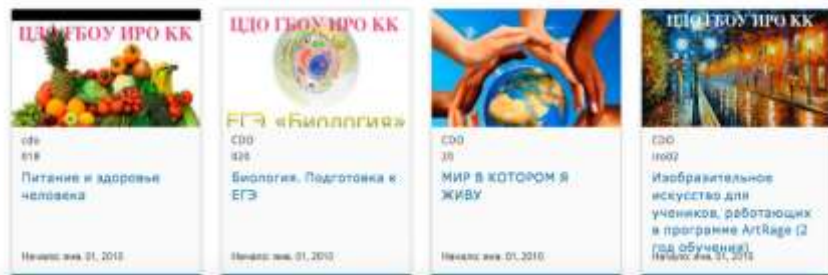 ЦДО ГБОУ ИРО КК
cdo
018
Питание и здоровье
человека
Начало: янв. 01, 2010
ЦДО ГБОУ ИРО КК
ЕГЭ «Биология»
CDO
020
Биология. Подготовка к
ЕГЭ
Начало: янв. 01, 2010
CDO
20
МИР В КОТОРОМ Я
ЖИВУ
Начало: янв. 01, 2010
ЦДО ГБОУ ИРО КК
CDO
iro02
Изобразительное
искусство для
учеников, работающих
в программе ArtRage (2
год обучения)
Начало: янв. 01, 2010